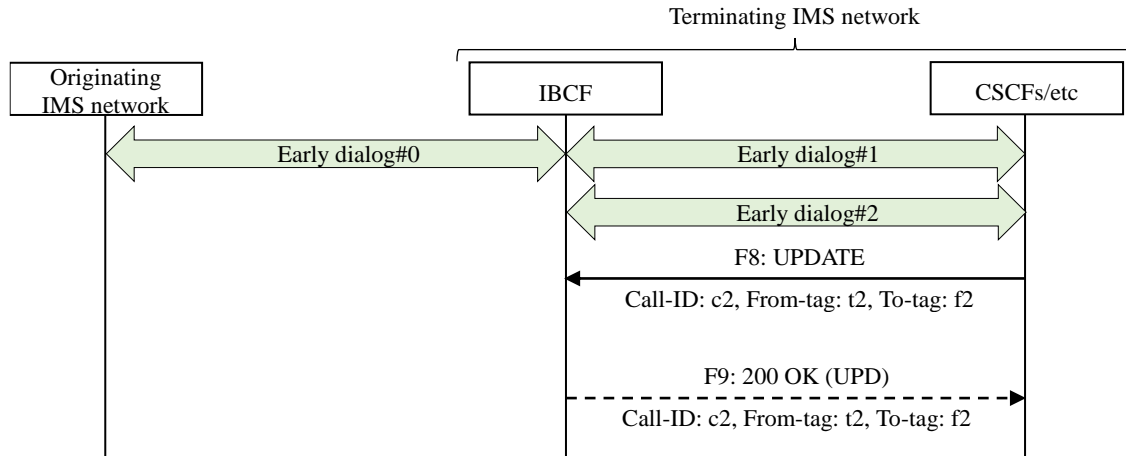 Terminating IMS network
Originating
IMS network
IBCF
CSCFs/etc
Early dialog#0
Early dialog#1
Early dialog#2
F8: UPDATE
Call-ID: c2, From-tag: t2, To-tag: f2
F9: 200 OK (UPD)
Call-ID: c2, From-tag: t2, To-tag: f2